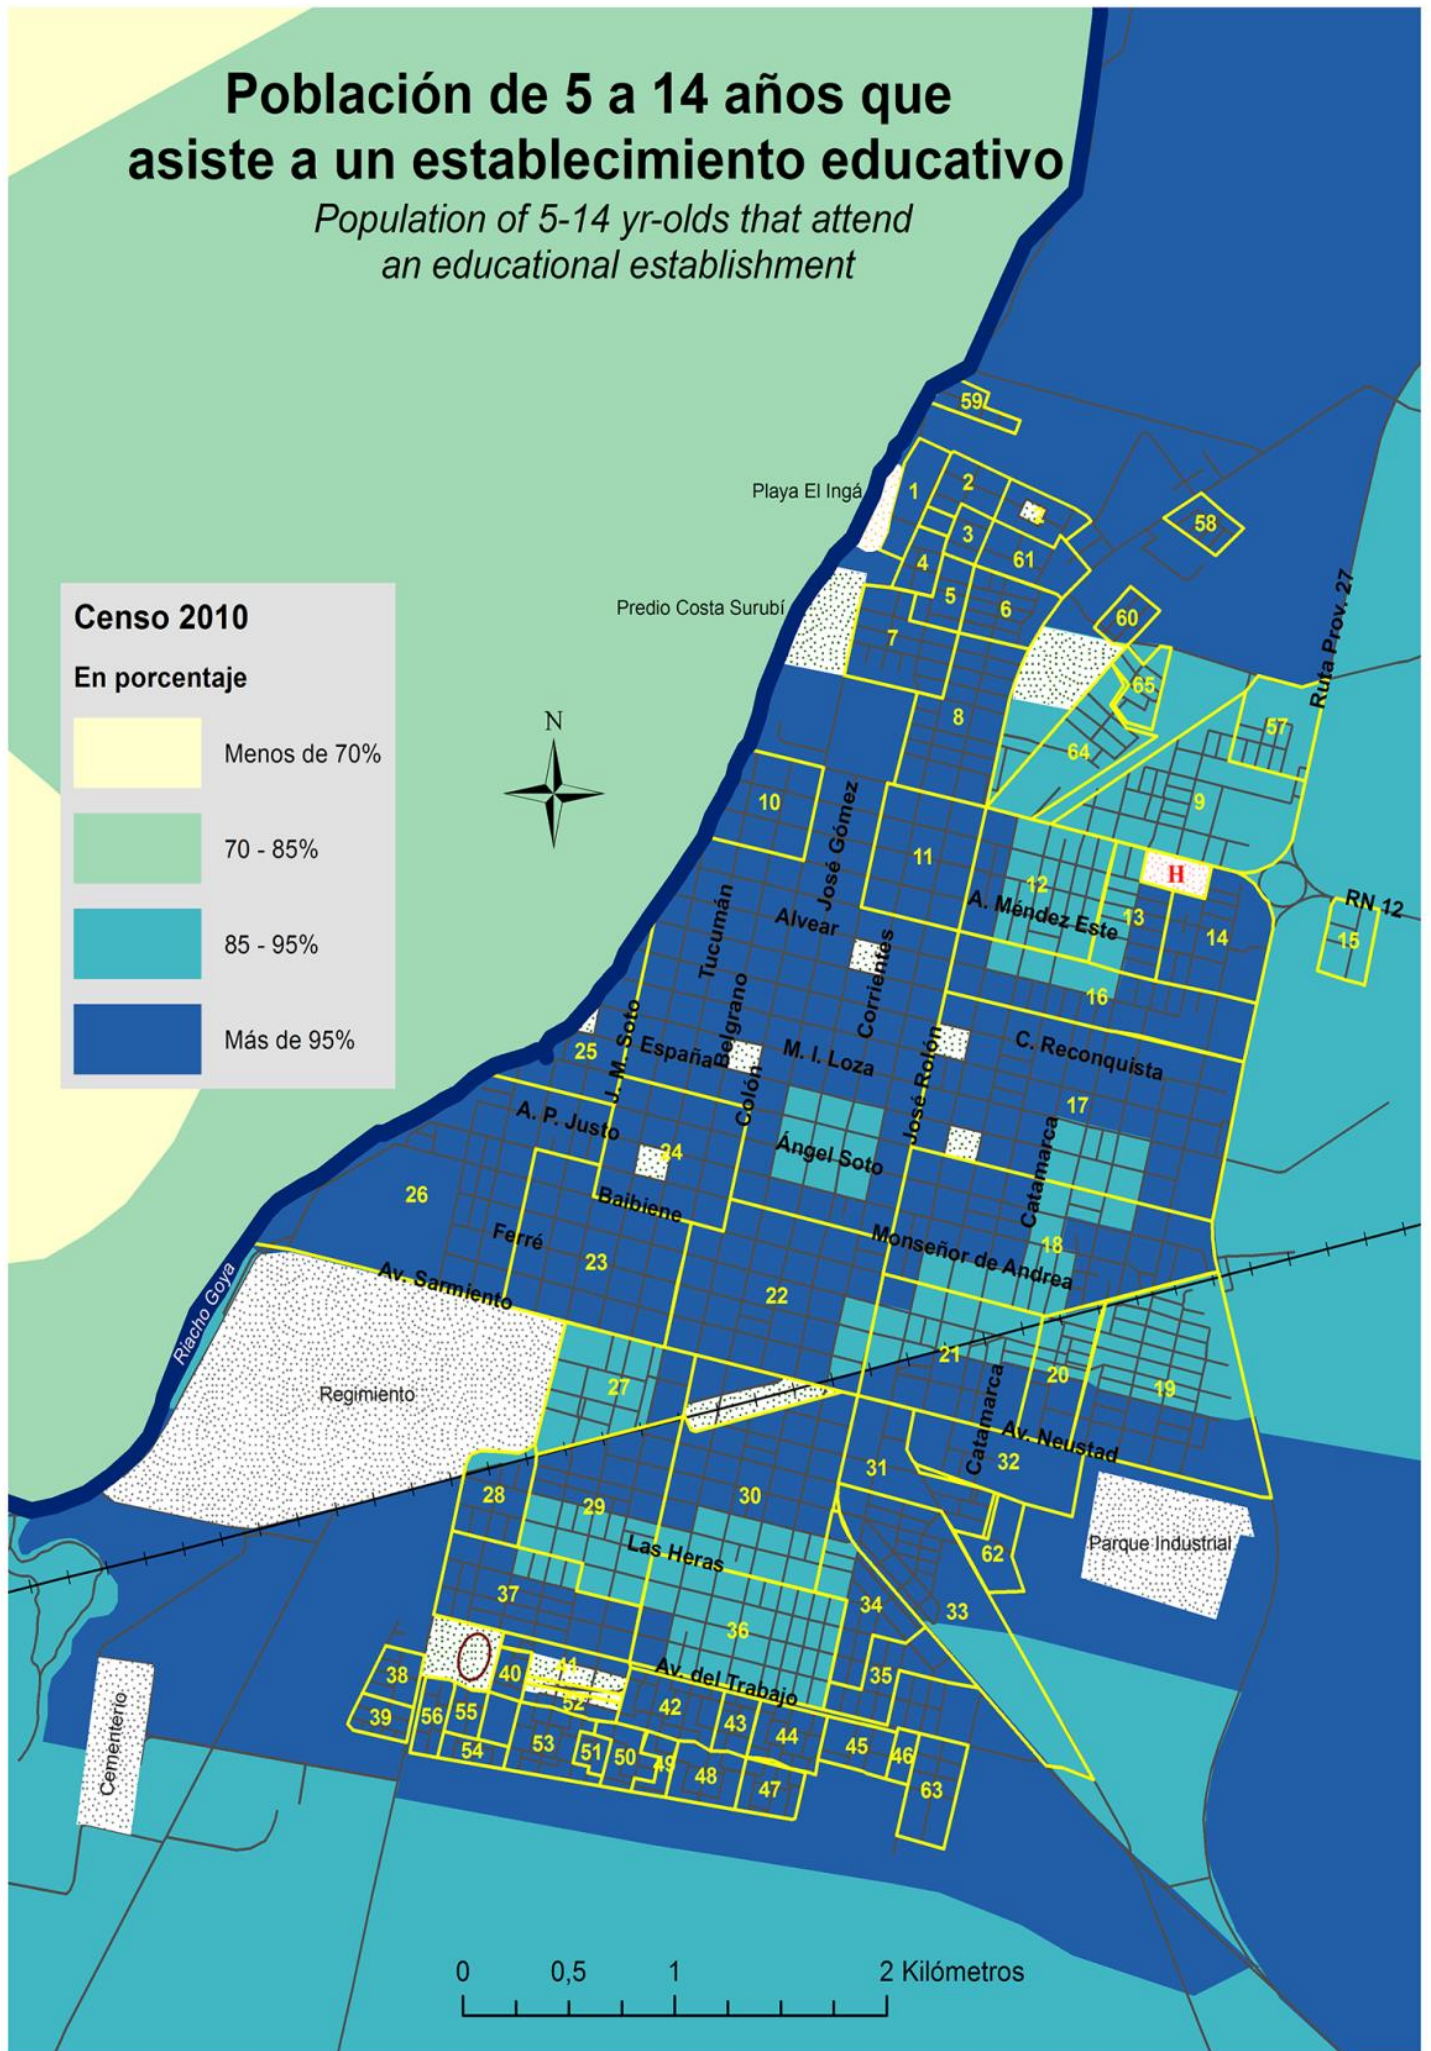 Población de 5 a 14 años que
asiste a un establecimiento educativo
Population of 5-14 yr-olds that attend
an educational establishment
59
Playa El Ingá
1
2
3
61
58
4
5
6
Predio Costa Surubí
7
60
Ruta Prov. 27
65
8
57
64
Censo 2010
En porcentaje
Menos de 70%
70 - 85%
85 - 95%
Más de 95%
N
10
José Gómez
9
11
12
H
13
14
A. Méndez Este
RN 12
15
Alvear
Tucumán
Corrientes
16
Belgrano
J. M. Soto
25
España
M. I. Loza
José Rolón
C. Reconquista
Colón
17
A. P. Justo
24
Ángel Soto
Catamarca
26
Baibiene
Ferré
23
Monseñor de Andrea
18
Av. Sarmiento
22
Riacho Goya
Regimiento
27
21
20
19
Catamarca
Av. Neustad
28
29
30
31
32
Las Heras
62
Parque Industrial
37
36
34
33
38
40
41
Av. del Trabajo
35
39
56
55
52
42
43
44
45
46
54
53
51
50
49
48
47
63
Cementerio
0 0,5 1 2 Kilómetros